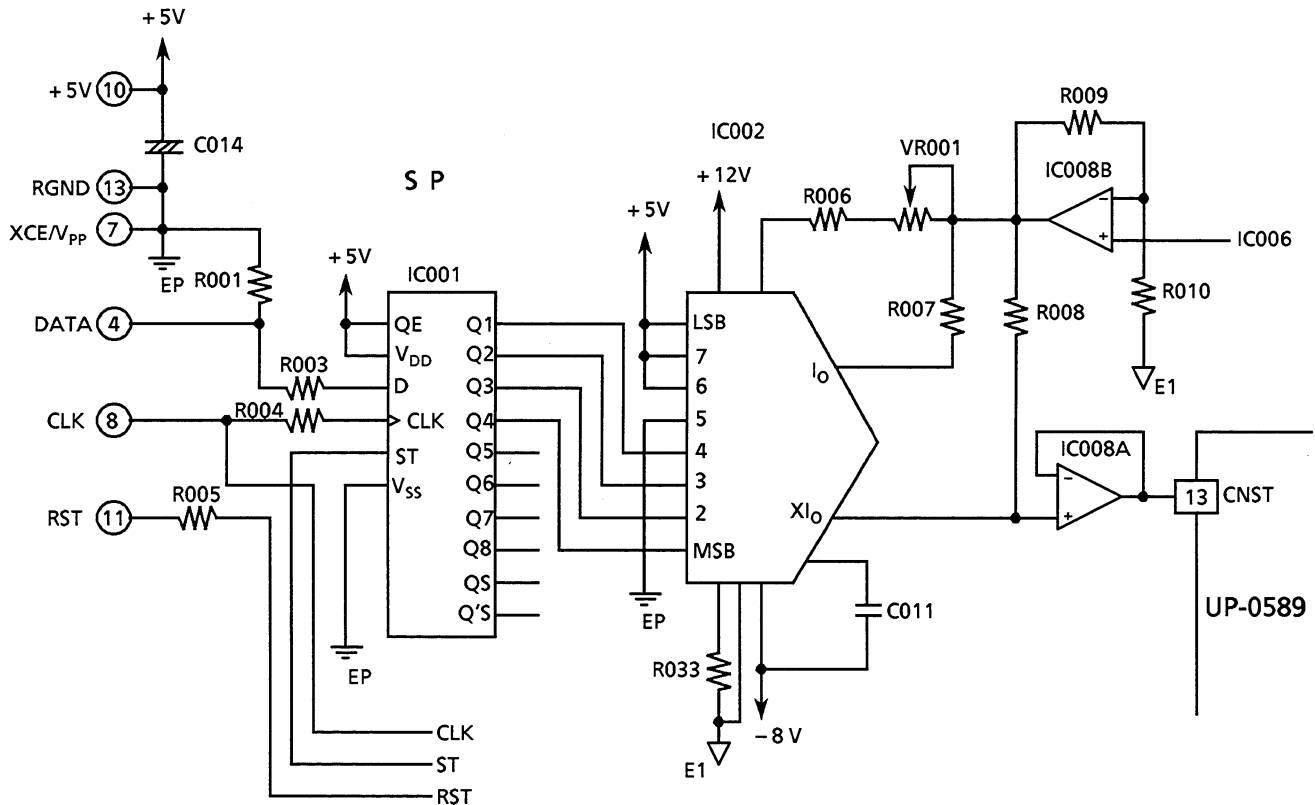 +5V
+5V 10
C014
RGND 13
XCE/VPP 7
EP
R001
DATA 4
CLK 8
RST 11
R003
R004
R005
S P
+5V
IC001
QE
VDD
D
CLK
ST
VSS
Q1
Q2
Q3
Q4
Q5
Q6
Q7
Q8
QS
Q'S
EP
CLK
ST
RST
IC002
+12V
+5V
LSB
7
6
5
4
3
2
MSB
IO
XIO
EP
R033
E1
−8V
C011
R006
VR001
R007
R008
R009
IC008B
−
+
IC006
R010
E1
IC008A
−
+
13 CNST
UP-0589